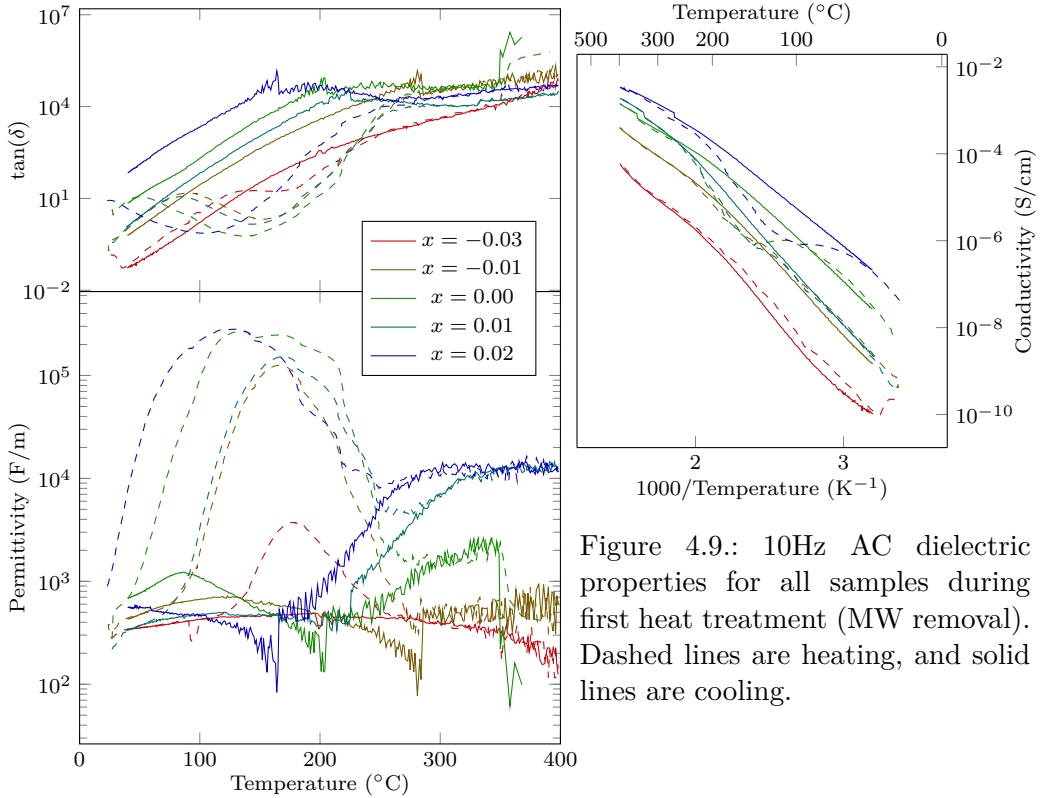 10^7
10^4
10^1
10^−2
tan(δ)
x = −0.03
x = −0.01
x = 0.00
x = 0.01
x = 0.02
10^5
10^4
10^3
10^2
Permittivity (F/m)
0 100 200 300 400
Temperature (°C)
Temperature (°C)
500 300 200 100 0
10^−2
10^−4
10^−6
10^−8
10^−10
Conductivity (S/cm)
2 3
1000/Temperature (K^−1)
Figure 4.9.: 10Hz AC dielectric
properties for all samples during
first heat treatment (MW removal).
Dashed lines are heating, and solid
lines are cooling.